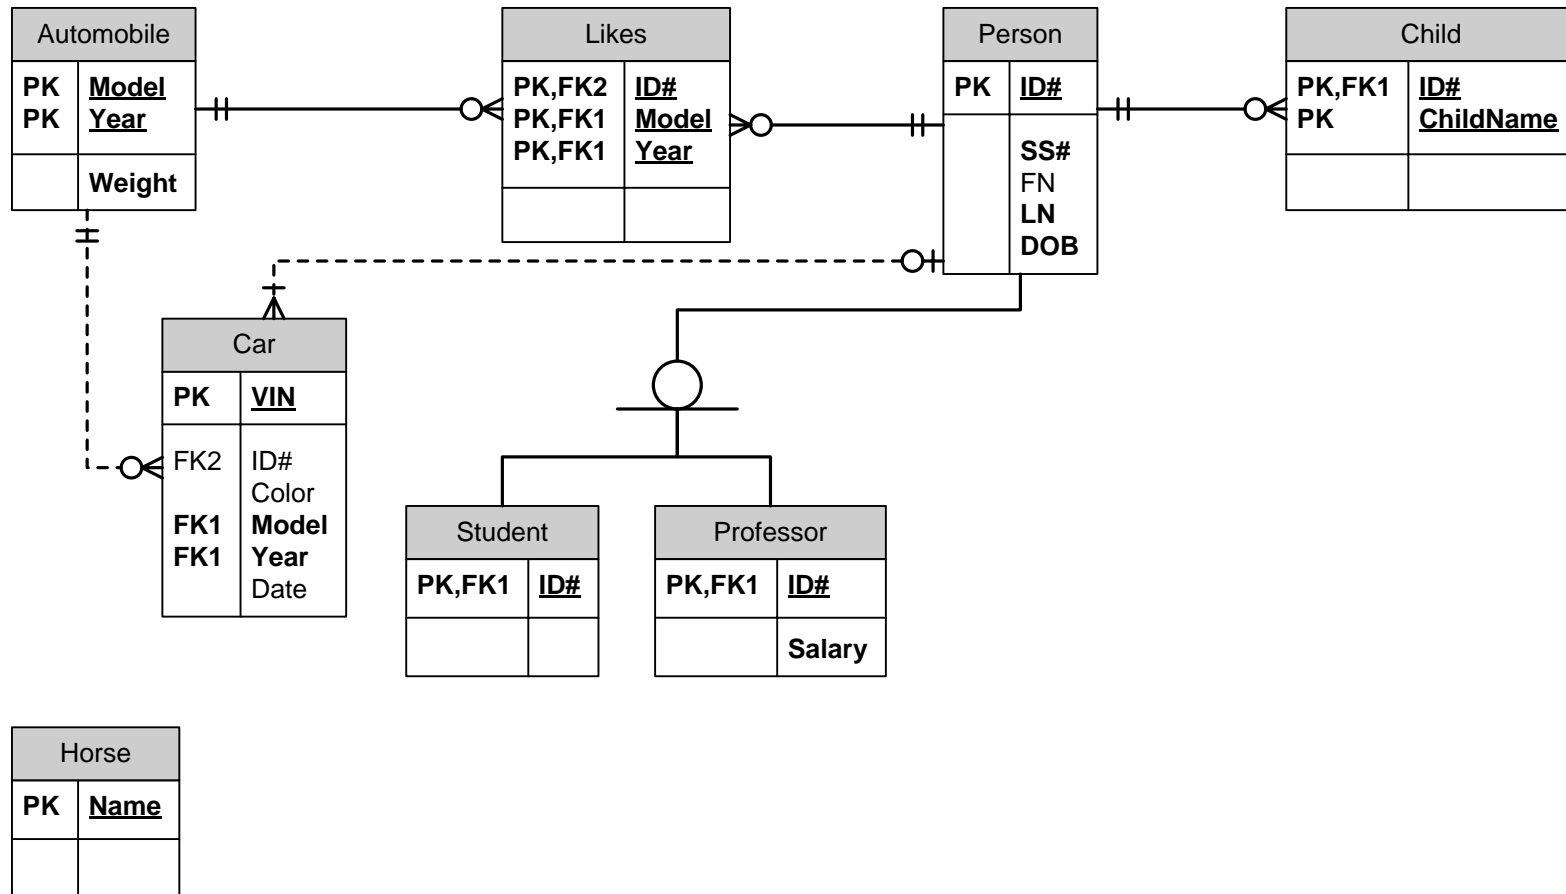 Automobile
PK Model
PK Year
Weight
Likes
PK,FK2 ID#
PK,FK1 Model
PK,FK1 Year
Person
PK ID#
SS#
FN
LN
DOB
Child
PK,FK1 ID#
PK ChildName
Car
PK VIN
FK2 ID#
Color
FK1 Model
FK1 Year
Date
Student
PK,FK1 ID#
Professor
PK,FK1 ID#
Salary
Horse
PK Name